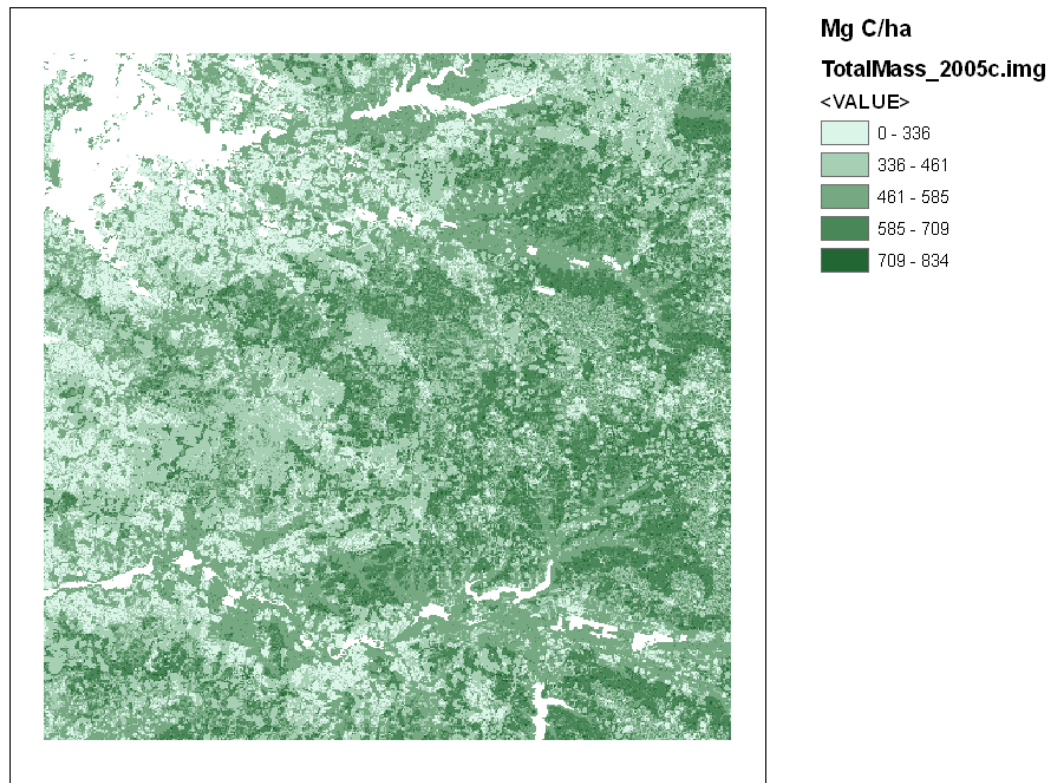 Mg C/ha
TotalMass_2005c.img
<VALUE>
0 - 336
336 - 461
461 - 585
585 - 709
709 - 834